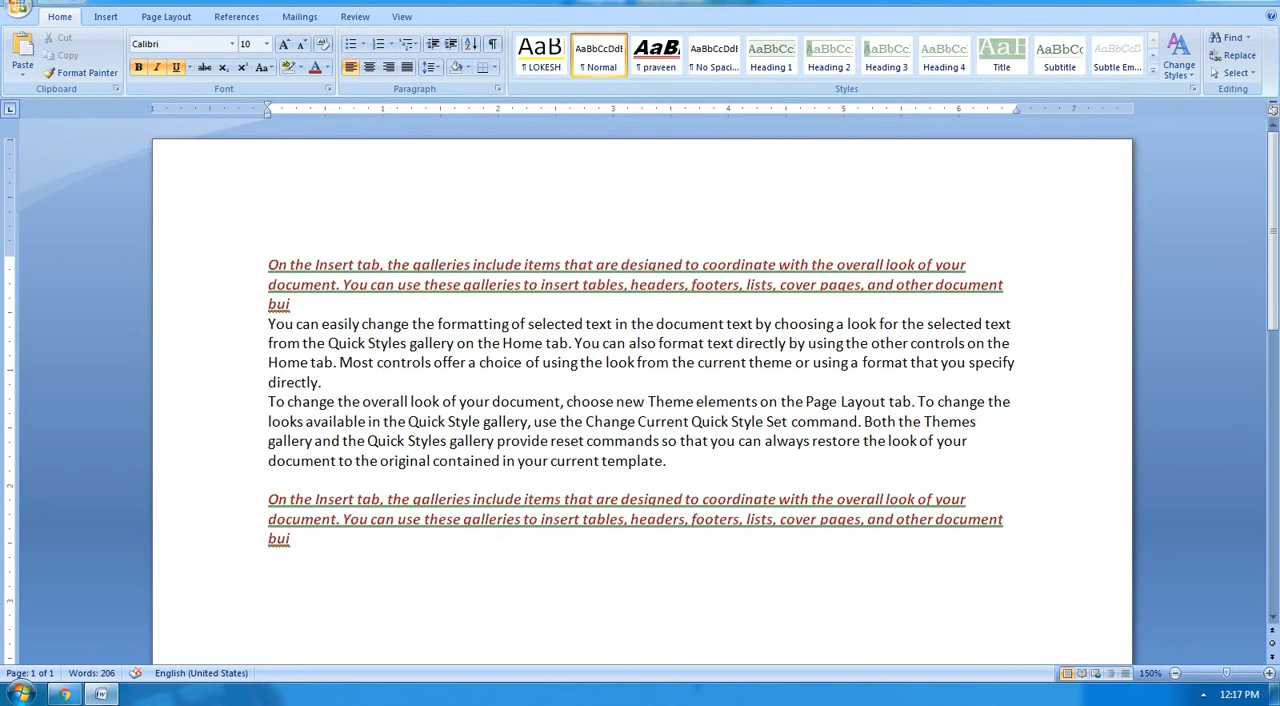 Home Insert Page Layout References Mailings Review View
Paste Cut Copy Format Painter Clipboard
Calibri 10 B I U abc x₂ x² Aa A Font
Paragraph
AaB AaBbCcDd AaB AaBbCcDd AaBbCc AaBbCc AaBbCc AaBbCc AaB AaBbCc AaBbCcD
LOKESH ¶ Normal ¶ praveen ¶ No Spaci... Heading 1 Heading 2 Heading 3 Heading 4 Title Subtitle Subtle Em...
Styles
Change Styles
Find Replace Select Editing
1 1 2 3 4 5 6 7
On the Insert tab, the galleries include items that are designed to coordinate with the overall look of your
document. You can use these galleries to insert tables, headers, footers, lists, cover pages, and other document
bui
You can easily change the formatting of selected text in the document text by choosing a look for the selected text
from the Quick Styles gallery on the Home tab. You can also format text directly by using the other controls on the
Home tab. Most controls offer a choice of using the look from the current theme or using a format that you specify
directly.
To change the overall look of your document, choose new Theme elements on the Page Layout tab. To change the
looks available in the Quick Style gallery, use the Change Current Quick Style Set command. Both the Themes
gallery and the Quick Styles gallery provide reset commands so that you can always restore the look of your
document to the original contained in your current template.
On the Insert tab, the galleries include items that are designed to coordinate with the overall look of your
document. You can use these galleries to insert tables, headers, footers, lists, cover pages, and other document
bui
Page: 1 of 1 Words: 206 English (United States) 150%
12:17 PM